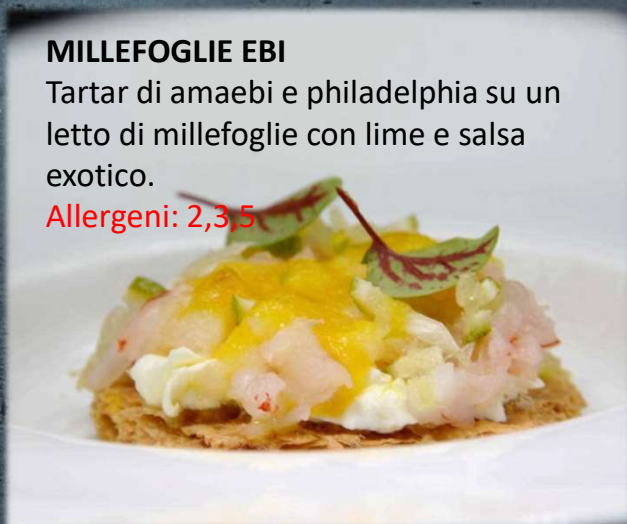 MILLEFOGLIE EBI
Tartar di amaebi e philadelphia su un
letto di millefoglie con lime e salsa
exotico.
Allergeni: 2,3,5